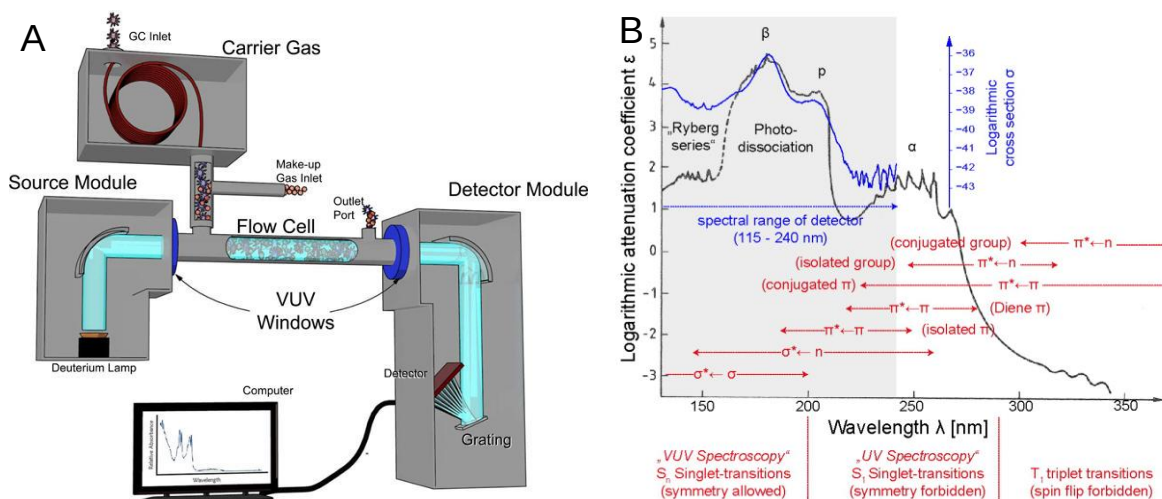 A
GC Inlet
Carrier Gas
Make-up
Gas Inlet
Source Module
Detector Module
Outlet
Port
Flow Cell
VUV
Windows
Deuterium Lamp
Detector
Computer
Grating
Relative Absorbance
Wavelength
B
Logarithmic attenuation coefficient ε
5
4
3
2
1
0
−1
−2
−3
β
p
α
„Ryberg
series"
Photo-
dissociation
−36
−37
−38
−39
−40
−41
−42
−43
Logarithmic
cross section σ
spectral range of detector
(115 - 240 nm)
(conjugated group) π*←n
(isolated group) π*←n
(conjugated π) π*←π
π*←π (Diene π)
π*←π (isolated π)
σ*← n
σ*← σ
150 200 250 300 350
Wavelength λ [nm]
„VUV Spectroscopy"
Sn Singlet-transitions
(symmetry allowed)
„UV Spectroscopy"
S1 Singlet-transitions
(symmetry forbidden)
T1 triplet transitions
(spin flip forbidden)